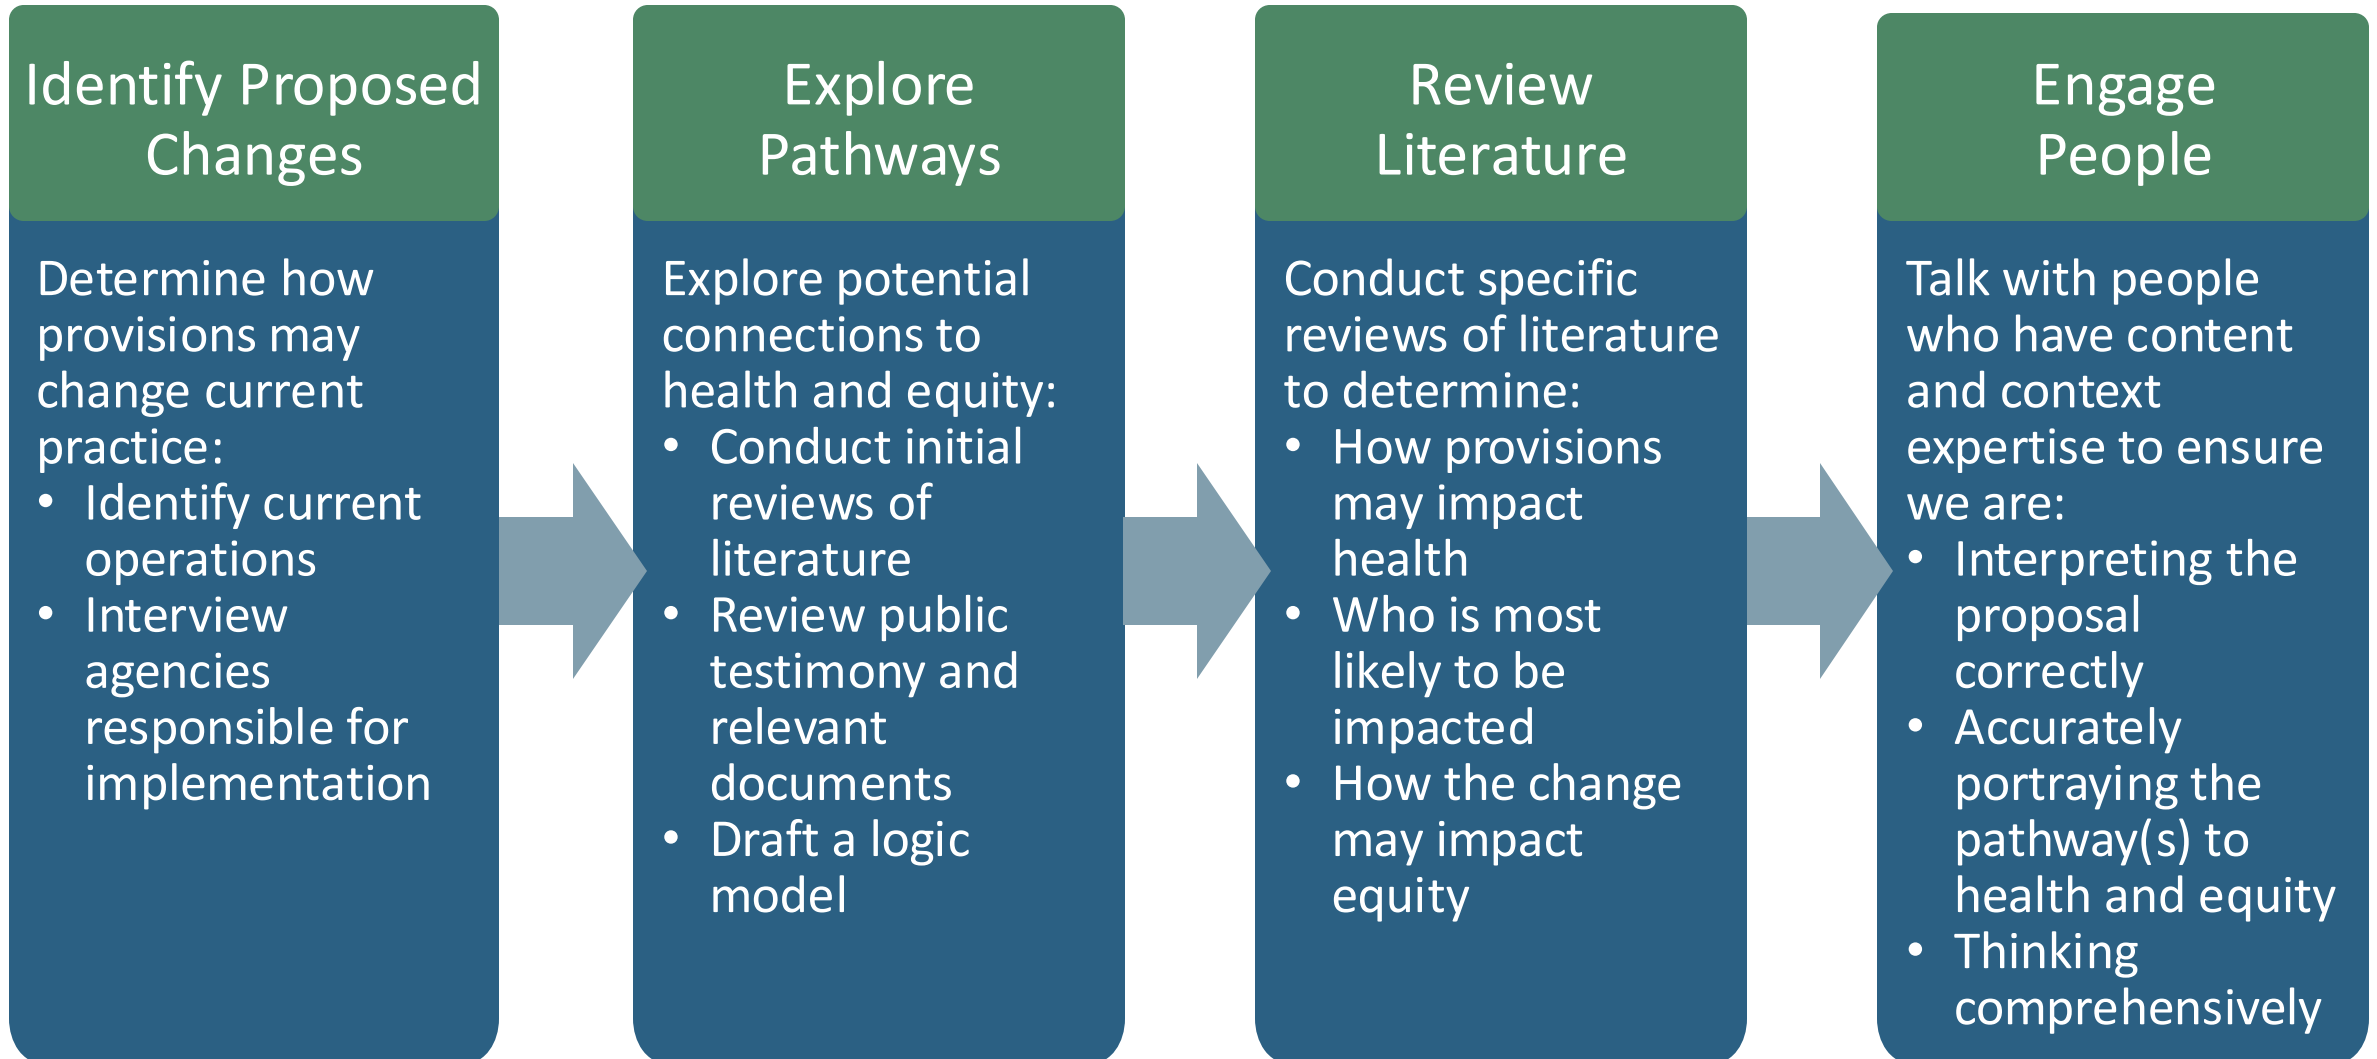 Identify Proposed
Changes
Determine how
provisions may
change current
practice:
• Identify current
operations
• Interview
agencies
responsible for
implementation
Explore
Pathways
Explore potential
connections to
health and equity:
• Conduct initial
reviews of
literature
• Review public
testimony and
relevant
documents
• Draft a logic
model
Review
Literature
Conduct specific
reviews of literature
to determine:
• How provisions
may impact
health
• Who is most
likely to be
impacted
• How the change
may impact
equity
Engage
People
Talk with people
who have content
and context
expertise to ensure
we are:
• Interpreting the
proposal
correctly
• Accurately
portraying the
pathway(s) to
health and equity
• Thinking
comprehensively